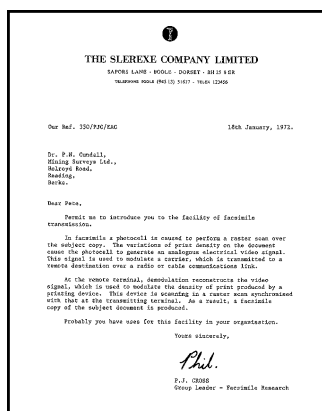 THE SLEREXE COMPANY LIMITED
SAPORS LANE - BOOLE - DORSET - BH 25 8 ER
TELEPHONE BOOLE (945 13) 51617 - TELEX 123456
Our Ref. 350/PJC/EAC
18th January, 1972.
Dr. P.N. Cundall,
Mining Surveys Ltd.,
Holroyd Road,
Reading,
Berks.
Dear Pete,
Permit me to introduce you to the facility of facsimile
transmission.
In facsimile a photocell is caused to perform a raster scan over
the subject copy. The variations of print density on the document
cause the photocell to generate an analogous electrical video signal.
This signal is used to modulate a carrier, which is transmitted to a
remote destination over a radio or cable communications link.
At the remote terminal, demodulation reconstructs the video
signal, which is used to modulate the density of print produced by a
printing device. This device is scanning in a raster scan synchronised
with that at the transmitting terminal. As a result, a facsimile
copy of the subject document is produced.
Probably you have uses for this facility in your organisation.
Yours sincerely,
Phil.
P.J. CROSS
Group Leader - Facsimile Research